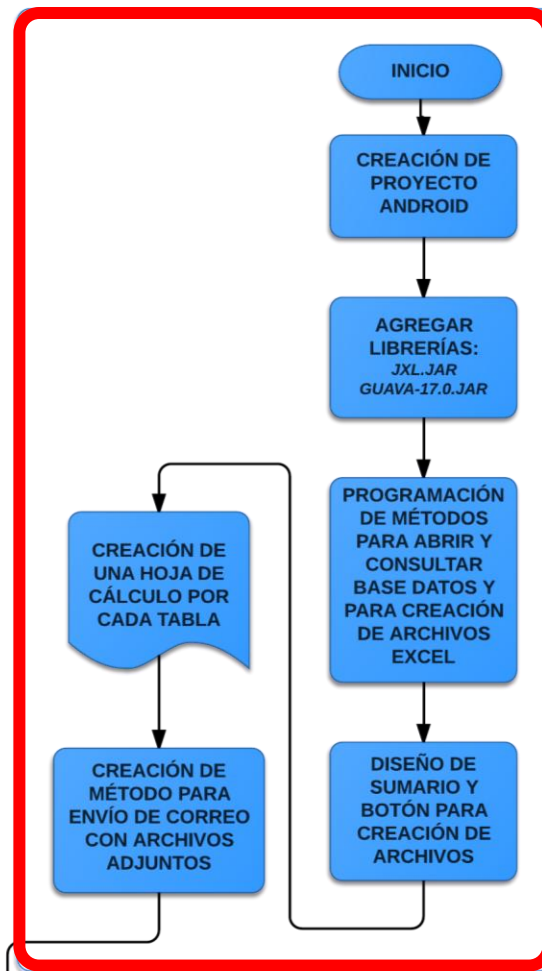 INICIO
CREACIÓN DE
PROYECTO
ANDROID
AGREGAR
LIBRERÍAS:
JXL.JAR
GUAVA-17.0.JAR
PROGRAMACIÓN
DE MÉTODOS
PARA ABRIR Y
CONSULTAR
BASE DATOS Y
PARA CREACIÓN
DE ARCHIVOS
EXCEL
DISEÑO DE
SUMARIO Y
BOTÓN PARA
CREACIÓN DE
ARCHIVOS
CREACIÓN DE
UNA HOJA DE
CÁLCULO POR
CADA TABLA
CREACIÓN DE
MÉTODO PARA
ENVÍO DE CORREO
CON ARCHIVOS
ADJUNTOS